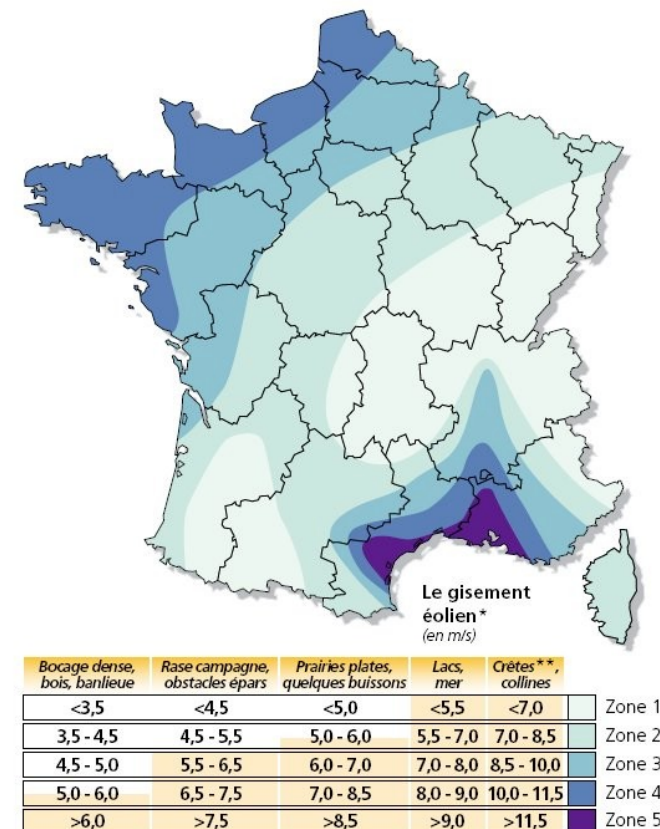 Le gisement
éolien*
(en m/s)
Bocage dense, bois, banlieue | Rase campagne, obstacles épars | Prairies plates, quelques buissons | Lacs, mer | Crêtes**, collines
<3,5 <4,5 <5,0 <5,5 <7,0 Zone 1
3,5 - 4,5 4,5 - 5,5 5,0 - 6,0 5,5 - 7,0 7,0 - 8,5 Zone 2
4,5 - 5,0 5,5 - 6,5 6,0 - 7,0 7,0 - 8,0 8,5 - 10,0 Zone 3
5,0 - 6,0 6,5 - 7,5 7,0 - 8,5 8,0 - 9,0 10,0 - 11,5 Zone 4
>6,0 >7,5 >8,5 >9,0 >11,5 Zone 5